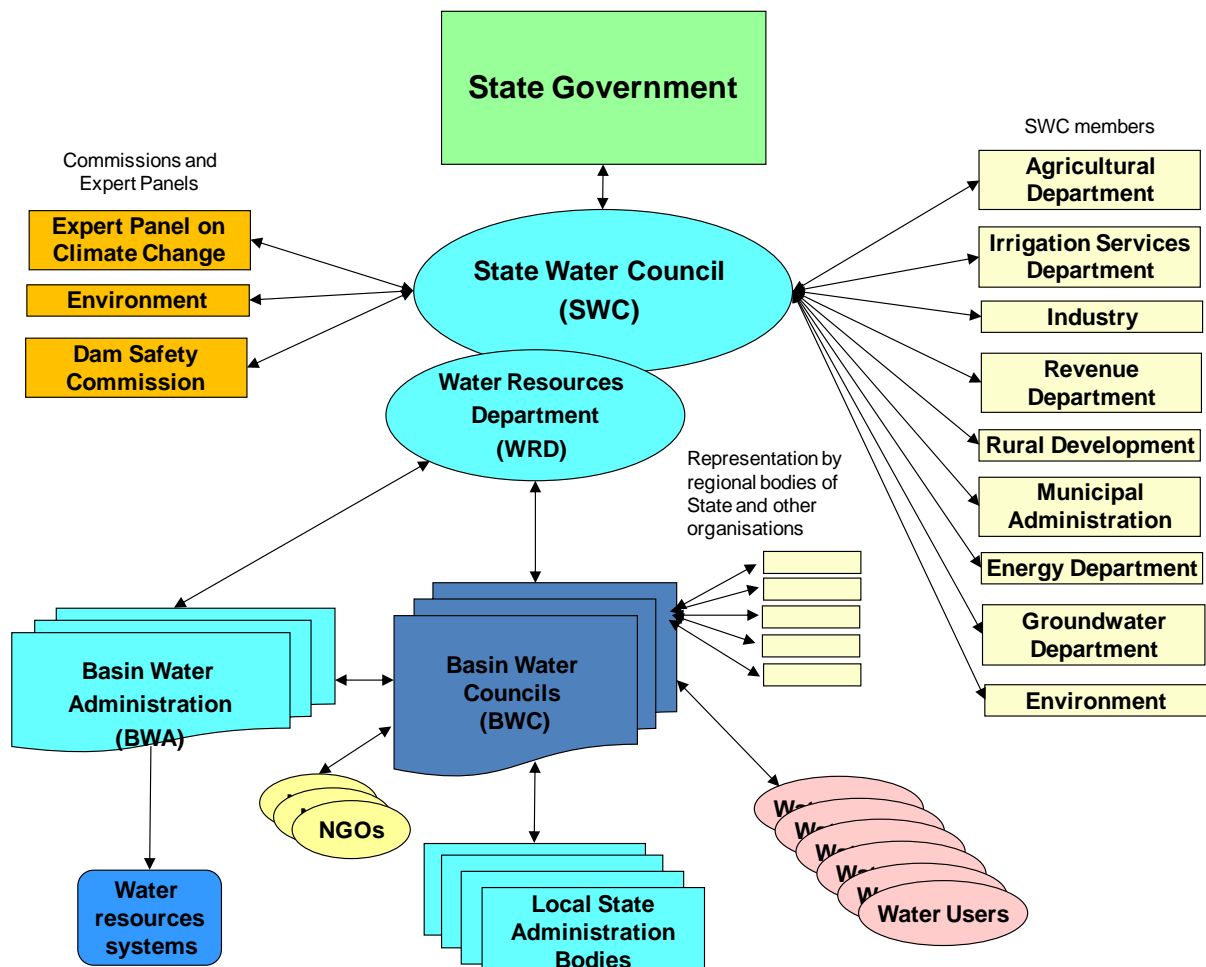 State Government
SWC members
Commissions and
Expert Panels
Agricultural
Department
Expert Panel on
Climate Change
Irrigation Services
Department
State Water Council
(SWC)
Environment
Industry
Dam Safety
Commission
Revenue
Department
Water Resources
Department
(WRD)
Rural Development
Representation by
regional bodies of
State and other
organisations
Municipal
Administration
Energy Department
Groundwater
Department
Environment
Basin Water
Administration
(BWA)
Basin Water
Councils
(BWC)
NGOs
Water Users
Water
resources
systems
Local State
Administration
Bodies